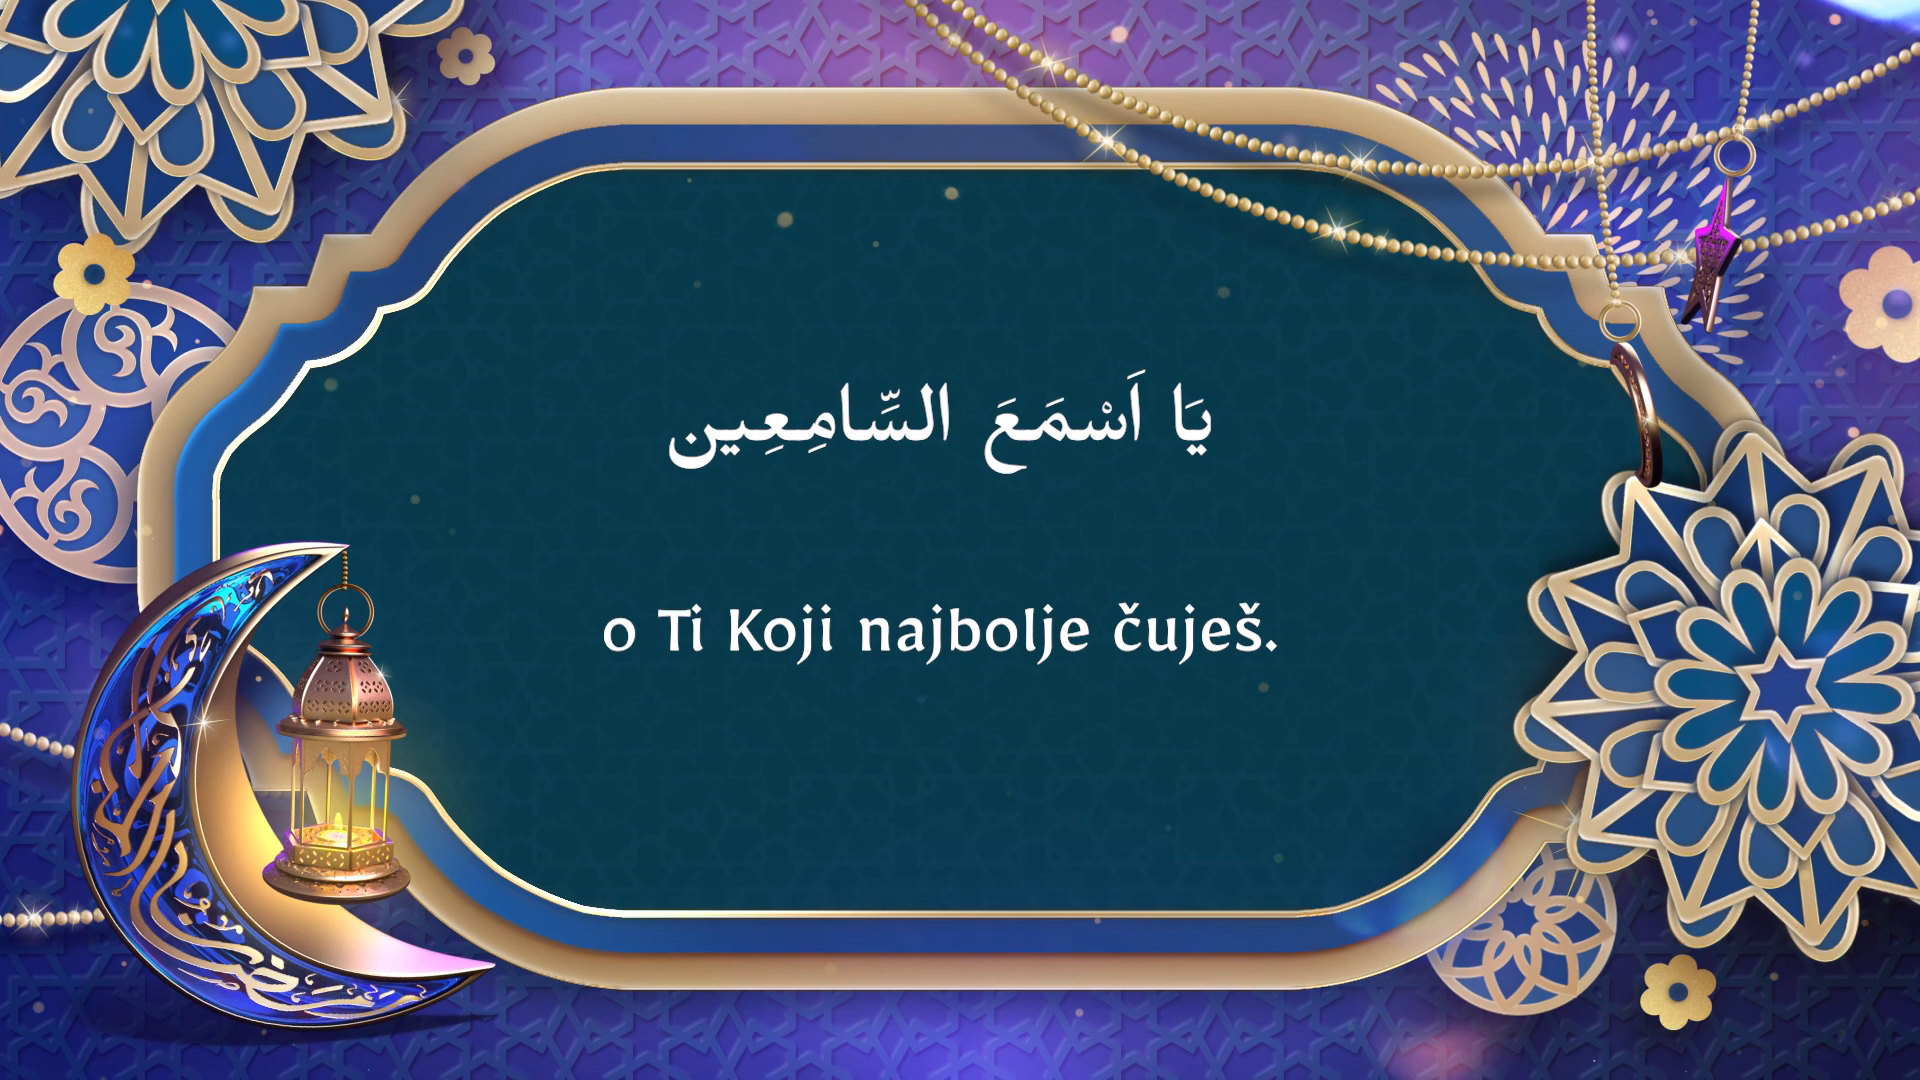 يَا اَسْمَعَ السَّامِعِين
o Ti Koji najbolje čuješ.